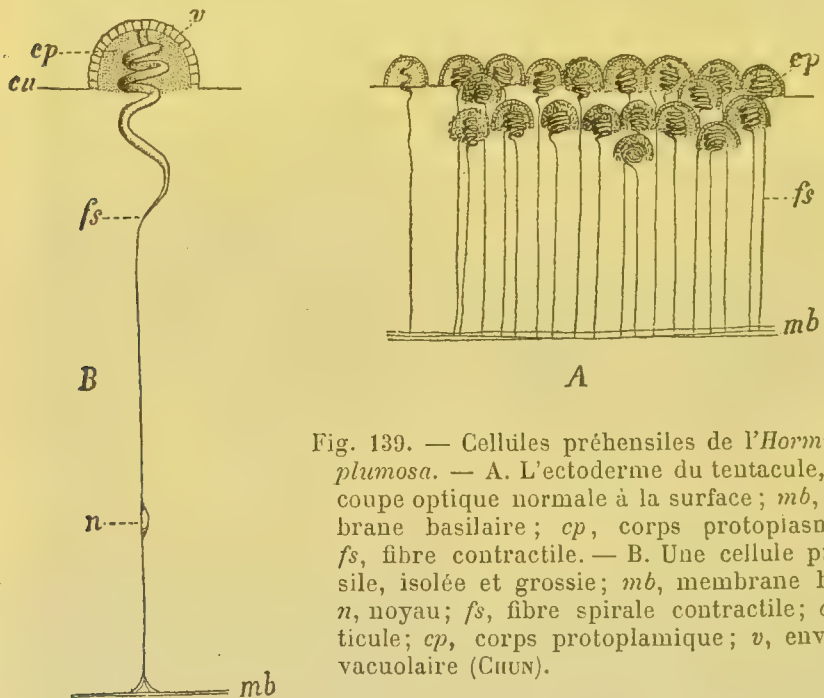 v
cp
cu
fs
B
n
mb
cp
fs
mb
A
Fig. 139. — Cellules préhensiles de l'Horm
plumosa. — A. L'ectoderme du tentacule,
coupe optique normale à la surface ; mb,
brane basilaire ; cp, corps protoplasm
fs, fibre contractile. — B. Une cellule p
sile, isolée et grossie ; mb, membrane
n, noyau ; fs, fibre spirale contractile ;
ticule ; cp, corps protoplamique ; v, env
vacuolaire (CHUN).